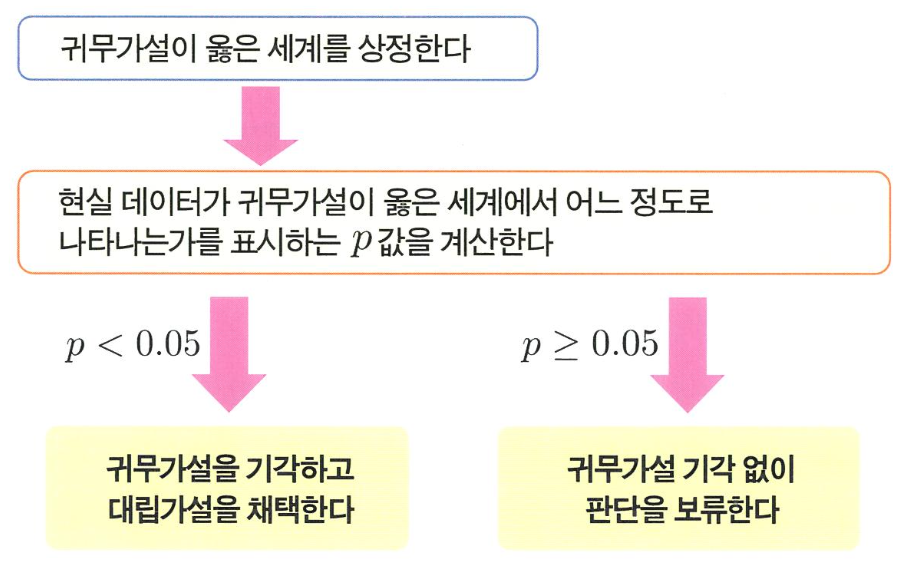 귀무가설이 옳은 세계를 상정한다
현실 데이터가 귀무가설이 옳은 세계에서 어느 정도로
나타나는가를 표시하는 p값을 계산한다
p < 0.05
p ≥ 0.05
귀무가설을 기각하고
대립가설을 채택한다
귀무가설 기각 없이
판단을 보류한다